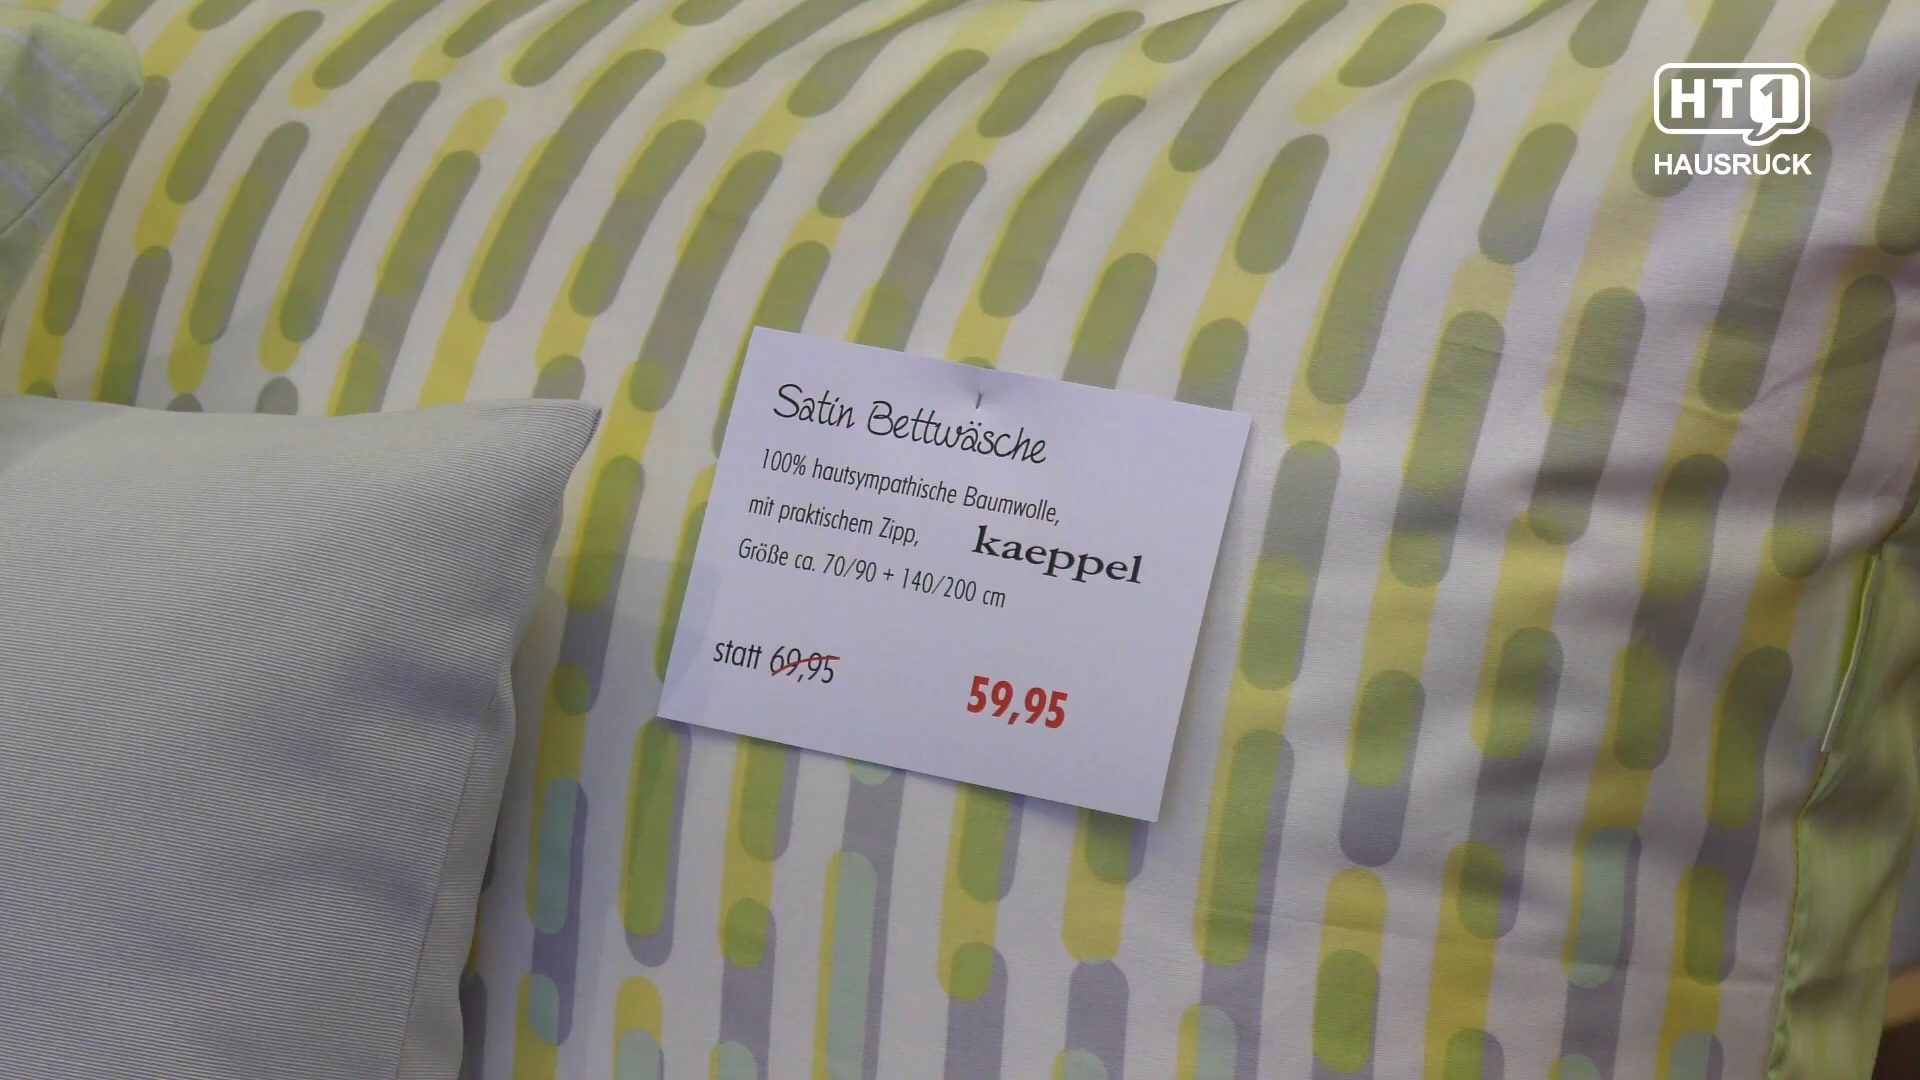 HT1
HAUSRUCK
Satin Bettwäsche
100% hautsympathische Baumwolle,
mit praktischem Zipp,
kaeppel
Größe ca. 70/90 + 140/200 cm
statt 69,95
59,95